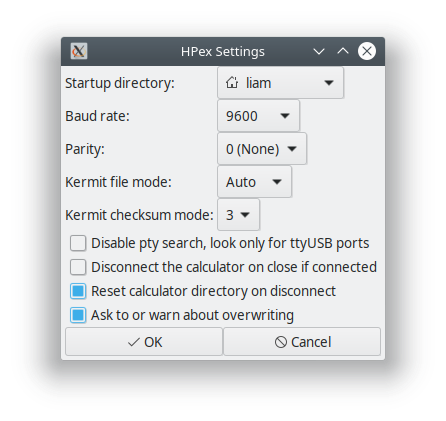 HPex Settings
Startup directory: liam
Baud rate: 9600
Parity: 0 (None)
Kermit file mode: Auto
Kermit checksum mode: 3
Disable pty search, look only for ttyUSB ports
Disconnect the calculator on close if connected
Reset calculator directory on disconnect
Ask to or warn about overwriting
OK Cancel